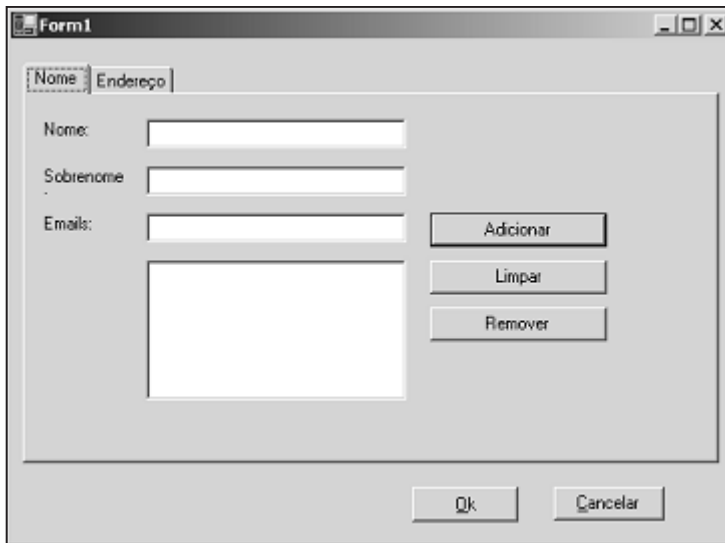 Form1
Nome Endereço
Nome:
Sobrenome
:
Emails:
Adicionar
Limpar
Remover
Ok Cancelar